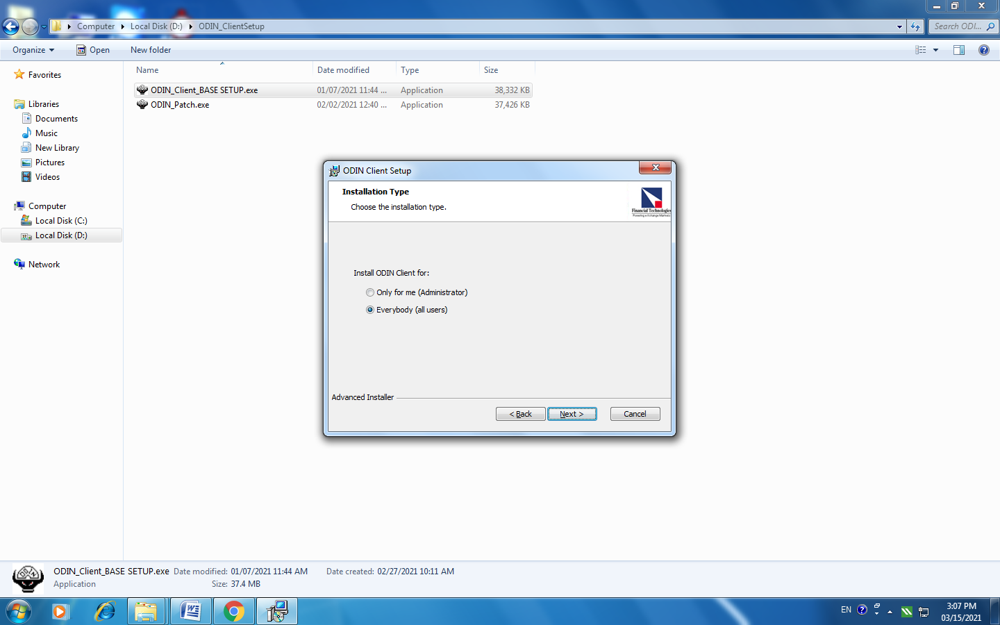 Computer Local Disk (D:) ODIN_ClientSetup
Search ODI...
Organize Open New folder
Name Date modified Type Size
ODIN_Client_BASE SETUP.exe 01/07/2021 11:44 ... Application 38,332 KB
ODIN_Patch.exe 02/02/2021 12:40 ... Application 37,426 KB
Favorites
Libraries
Documents
Music
New Library
Pictures
Videos
Computer
Local Disk (C:)
Local Disk (D:)
Network
ODIN Client Setup
Installation Type
Choose the installation type.
Financial Technologies
Powering e-Exchange Markets
Install ODIN Client for:
Only for me (Administrator)
Everybody (all users)
Advanced Installer
< Back Next > Cancel
ODIN_Client_BASE SETUP.exe Date modified: 01/07/2021 11:44 AM Date created: 02/27/2021 10:11 AM
Application Size: 37.4 MB
EN
3:07 PM
03/15/2021